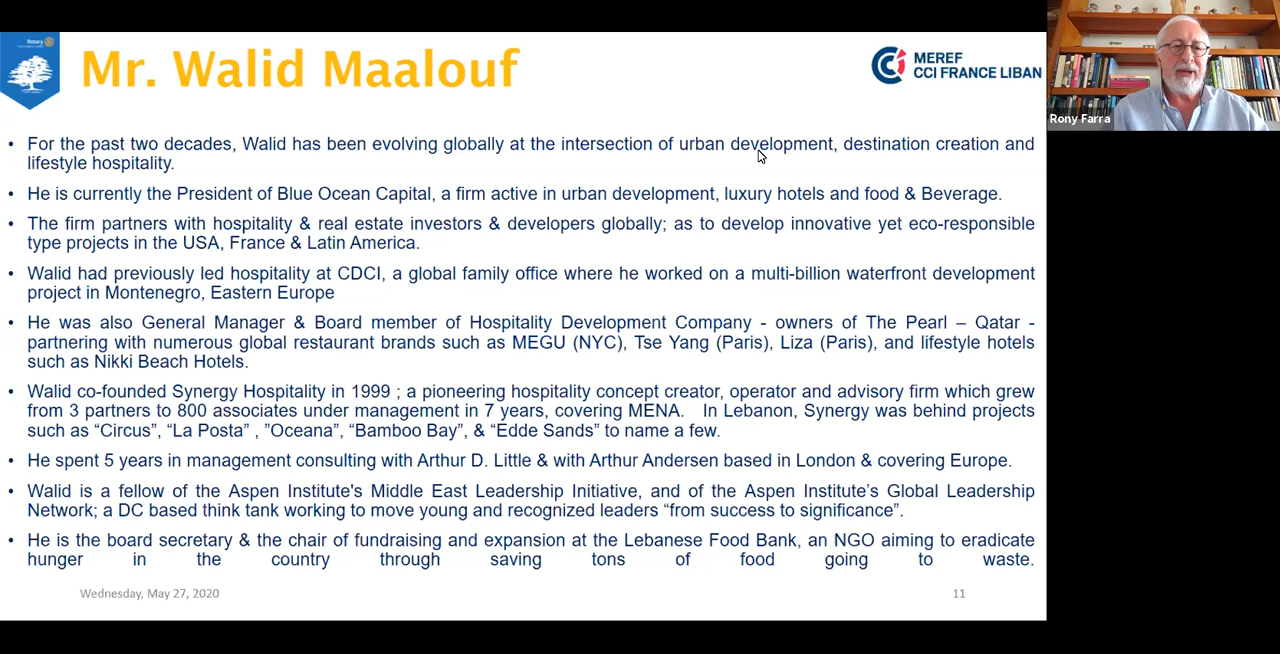 Rotary
Mr. Walid Maalouf
MEREF
CCI FRANCE LIBAN
Rony Farra
• For the past two decades, Walid has been evolving globally at the intersection of urban development, destination creation and
lifestyle hospitality.
• He is currently the President of Blue Ocean Capital, a firm active in urban development, luxury hotels and food & Beverage.
• The firm partners with hospitality & real estate investors & developers globally; as to develop innovative yet eco-responsible
type projects in the USA, France & Latin America.
• Walid had previously led hospitality at CDCI, a global family office where he worked on a multi-billion waterfront development
project in Montenegro, Eastern Europe
• He was also General Manager & Board member of Hospitality Development Company - owners of The Pearl – Qatar -
partnering with numerous global restaurant brands such as MEGU (NYC), Tse Yang (Paris), Liza (Paris), and lifestyle hotels
such as Nikki Beach Hotels.
• Walid co-founded Synergy Hospitality in 1999 ; a pioneering hospitality concept creator, operator and advisory firm which grew
from 3 partners to 800 associates under management in 7 years, covering MENA. In Lebanon, Synergy was behind projects
such as “Circus”, “La Posta” , ”Oceana”, “Bamboo Bay”, & “Edde Sands” to name a few.
• He spent 5 years in management consulting with Arthur D. Little & with Arthur Andersen based in London & covering Europe.
• Walid is a fellow of the Aspen Institute's Middle East Leadership Initiative, and of the Aspen Institute’s Global Leadership
Network; a DC based think tank working to move young and recognized leaders “from success to significance”.
• He is the board secretary & the chair of fundraising and expansion at the Lebanese Food Bank, an NGO aiming to eradicate
hunger in the country through saving tons of food going to waste.
Wednesday, May 27, 2020
11